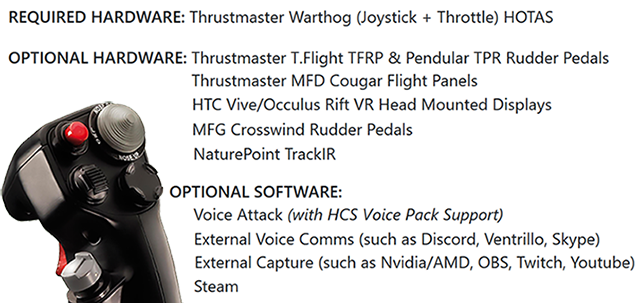 REQUIRED HARDWARE: Thrustmaster Warthog (Joystick + Throttle) HOTAS
OPTIONAL HARDWARE: Thrustmaster T.Flight TFRP & Pendular TPR Rudder Pedals
Thrustmaster MFD Cougar Flight Panels
HTC Vive/Occulus Rift VR Head Mounted Displays
MFG Crosswind Rudder Pedals
NaturePoint TrackIR
OPTIONAL SOFTWARE:
Voice Attack (with HCS Voice Pack Support)
External Voice Comms (such as Discord, Ventrillo, Skype)
External Capture (such as Nvidia/AMD, OBS, Twitch, Youtube)
Steam